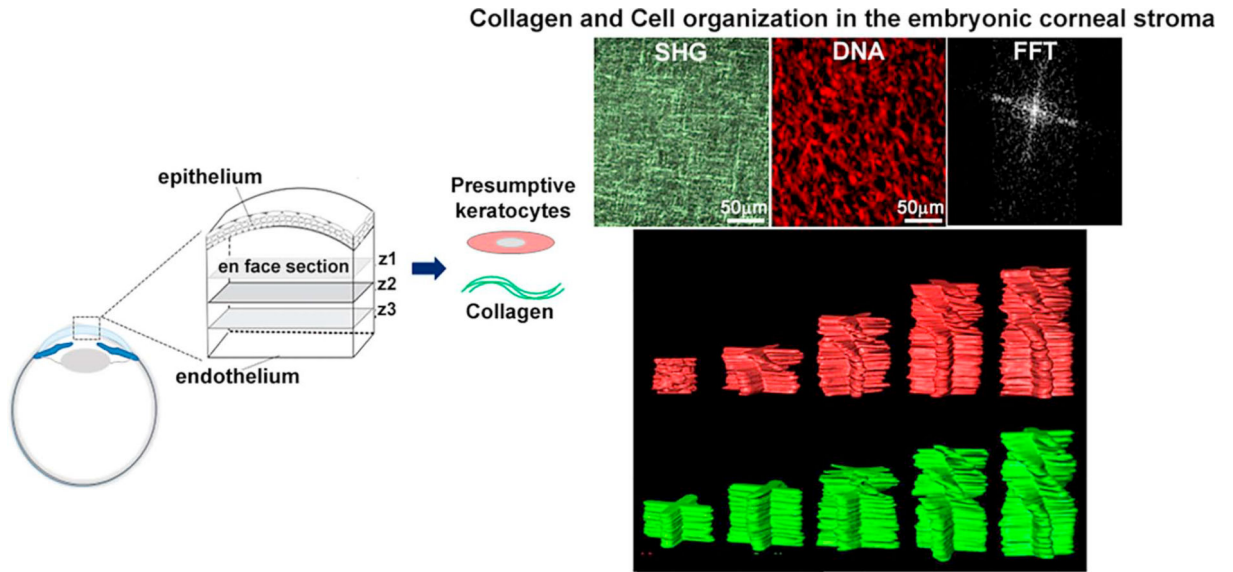 Collagen and Cell organization in the embryonic corneal stroma
SHG
DNA
FFT
50μm
50μm
epithelium
en face section
z1
z2
z3
endothelium
Presumptive
keratocytes
Collagen